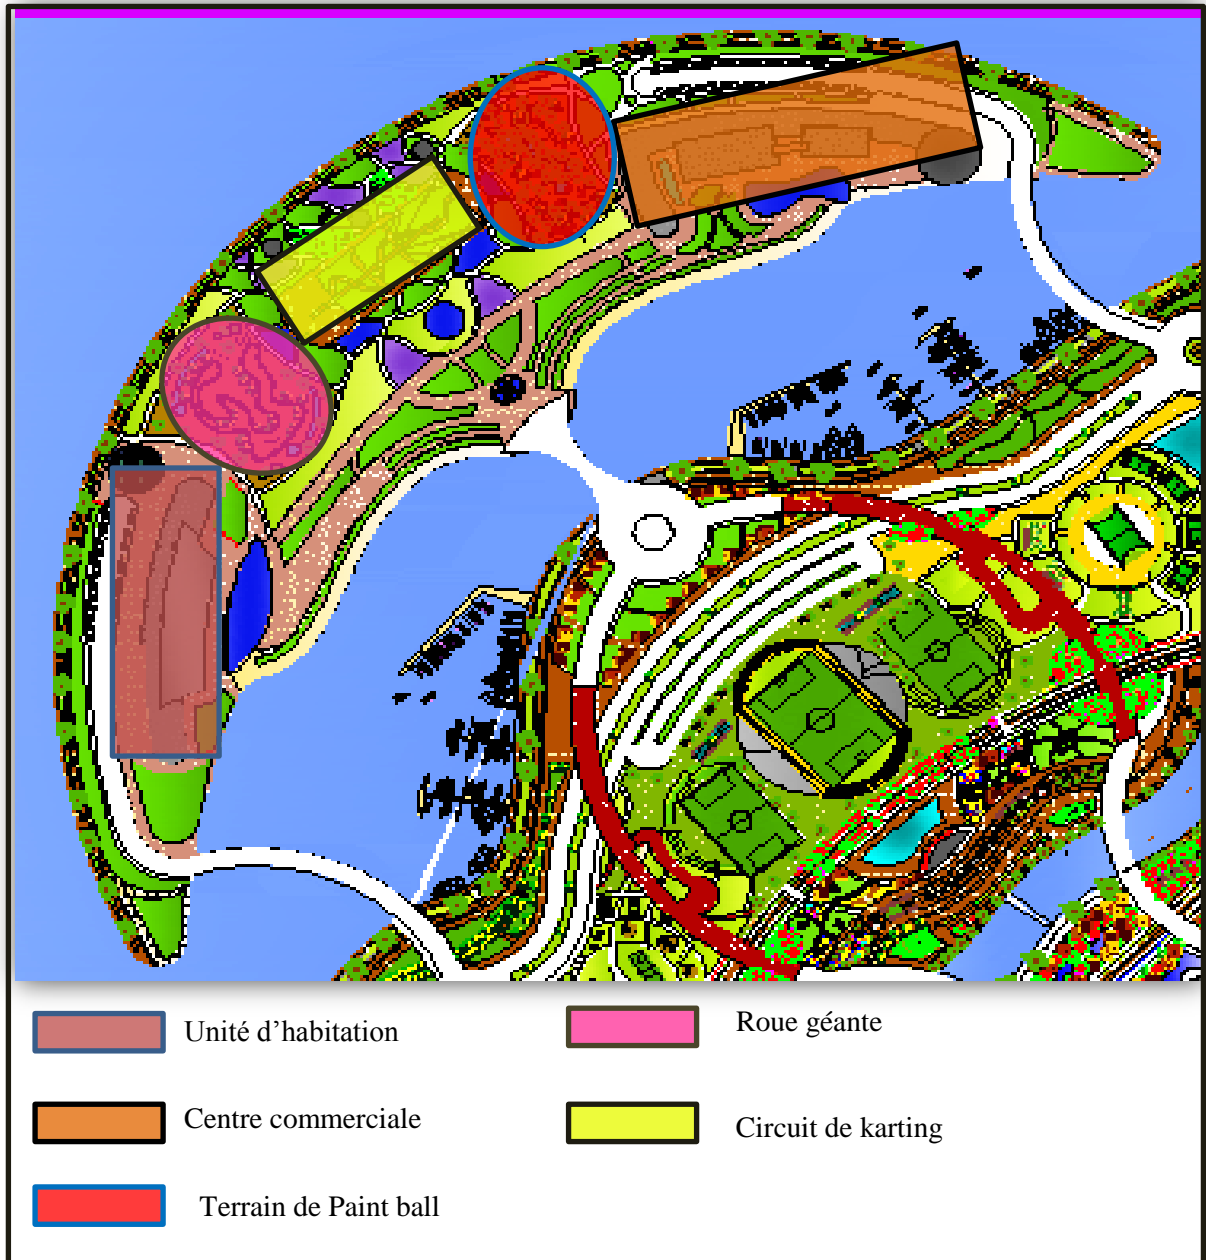 Unité d’habitation
Roue géante
Centre commerciale
Circuit de karting
Terrain de Paint ball